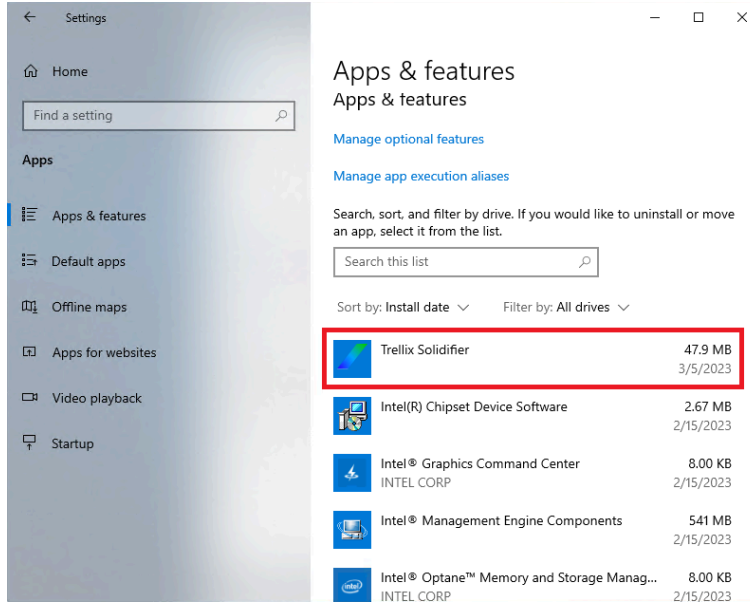 Settings
Home
Find a setting
Apps
Apps & features
Default apps
Offline maps
Apps for websites
Video playback
Startup
Apps & features
Apps & features
Manage optional features
Manage app execution aliases
Search, sort, and filter by drive. If you would like to uninstall or move
an app, select it from the list.
Search this list
Sort by: Install date Filter by: All drives
Trellix Solidifier 47.9 MB
3/5/2023
Intel(R) Chipset Device Software 2.67 MB
2/15/2023
Intel® Graphics Command Center 8.00 KB
INTEL CORP 2/15/2023
Intel® Management Engine Components 541 MB
2/15/2023
Intel® Optane™ Memory and Storage Manag... 8.00 KB
intel
INTEL CORP 2/15/2023